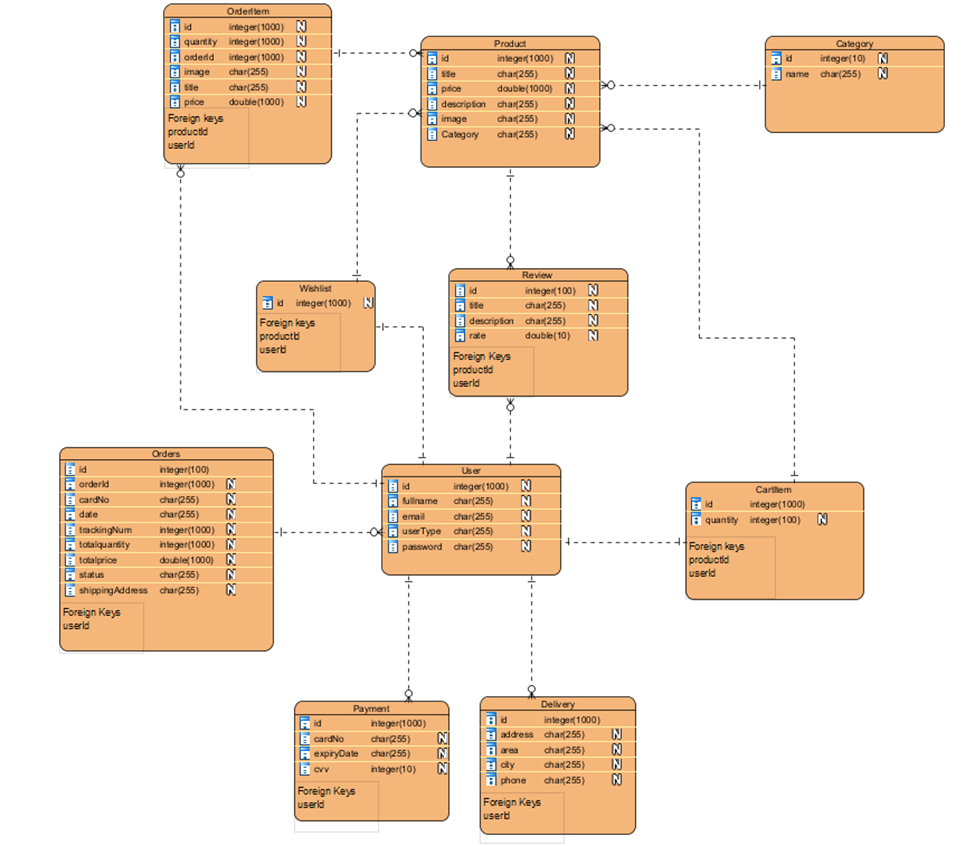 OrderItem
id integer(1000) N
quantity integer(1000) N
orderId integer(1000) N
image char(255) N
title char(255) N
price double(1000) N
Foreign keys
productId
userId
Product
id integer(1000) N
title char(255) N
price double(1000) N
description char(255) N
image char(255) N
Category char(255) N
Category
id integer(10) N
name char(255) N
Wishlist
id integer(1000) N
Foreign keys
productId
userId
Review
id integer(100) N
title char(255) N
description char(255) N
rate double(10) N
Foreign Keys
productId
userId
Orders
id integer(100)
orderId integer(1000) N
cardNo char(255) N
date char(255) N
trackingNum integer(1000) N
totalquantity integer(1000) N
totalprice double(1000) N
status char(255) N
shippingAddress char(255) N
Foreign Keys
userId
User
id integer(1000) N
fullname char(255) N
email char(255) N
userType char(255) N
password char(255) N
CartItem
id integer(1000)
quantity integer(100) N
Foreign keys
productId
userId
Payment
id integer(1000)
cardNo char(255) N
expiryDate char(255) N
cvv integer(10) N
Foreign Keys
userId
Delivery
id integer(1000)
address char(255) N
area char(255) N
city char(255) N
phone char(255) N
Foreign Keys
userId